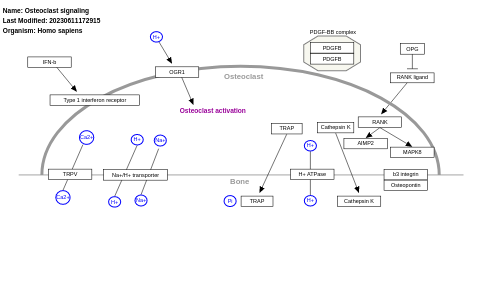 Name: Osteoclast signaling
Last Modified: 20230611172915
Organism: Homo sapiens
H+
PDGF-BB complex
PDGFB
PDGFB
OPG
IFN-b
OGR1
Osteoclast
RANK ligand
Type 1 interferon receptor
Osteoclast activation
TRAP
Cathepsin K
RANK
Ca2+
H+
Na+
H+
AIMP2
MAPK8
TRPV
Na+/H+ transporter
Bone
H+ ATPase
b3 integrin
Osteopontin
Ca2+
H+
Na+
Pi
TRAP
H+
Cathepsin K